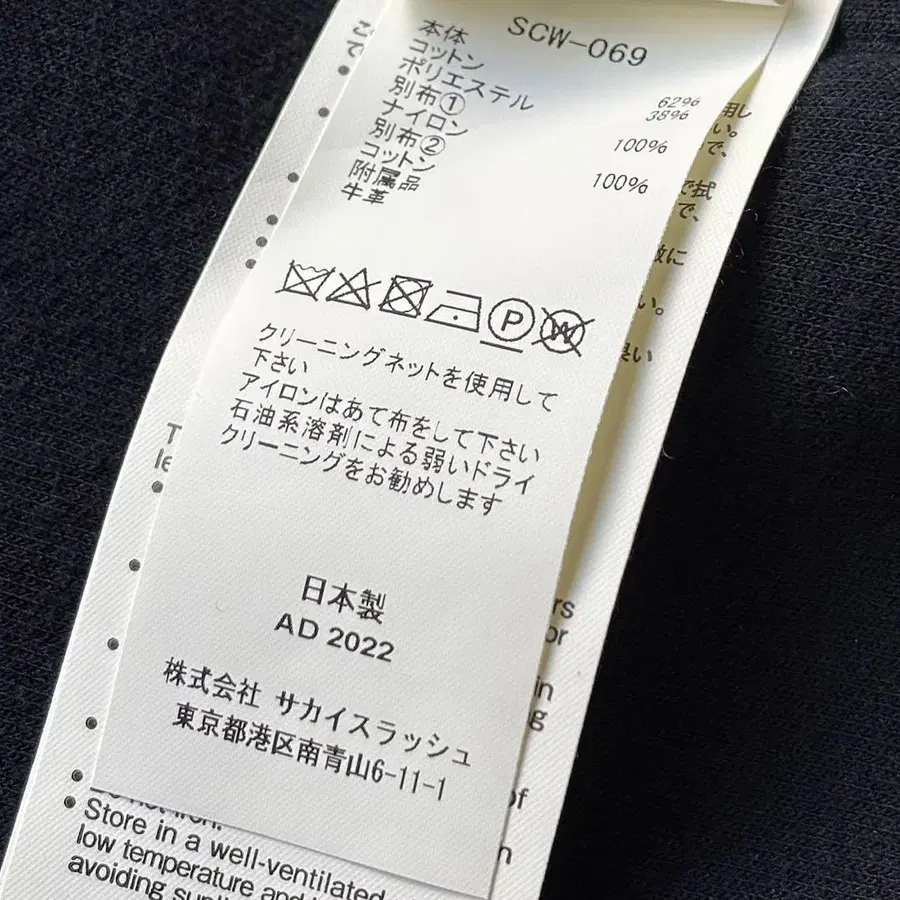 SCW-069
本体
コットン 62%
ポリエステル 38%
別布①
ナイロン 100%
別布②
コットン 100%
附属品
牛革
P
W
クリーニングネットを使用して
下さい
アイロンはあて布をして下さい
石油系溶剤による弱いドライ
クリーニングをお勧めします
日本製
AD 2022
株式会社 サカイスラッシュ
東京都港区南青山6-11-1
Store in a well-ventilated
low temperature and
avoiding